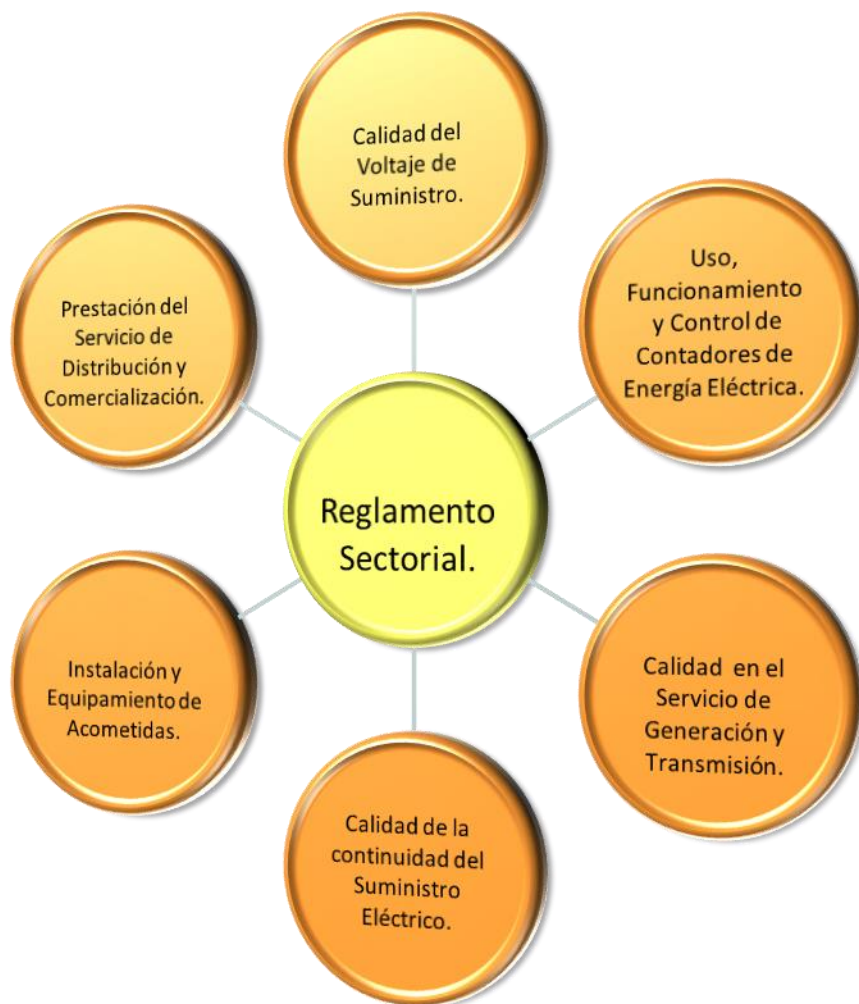 Calidad del
Voltaje de
Suministro.
Uso,
Funcionamiento
y Control de
Contadores de
Energía Eléctrica.
Prestación del
Servicio de
Distribución y
Comercialización.
Reglamento
Sectorial.
Instalación y
Equipamiento de
Acometidas.
Calidad en el
Servicio de
Generación y
Transmisión.
Calidad de la
continuidad del
Suministro
Eléctrico.